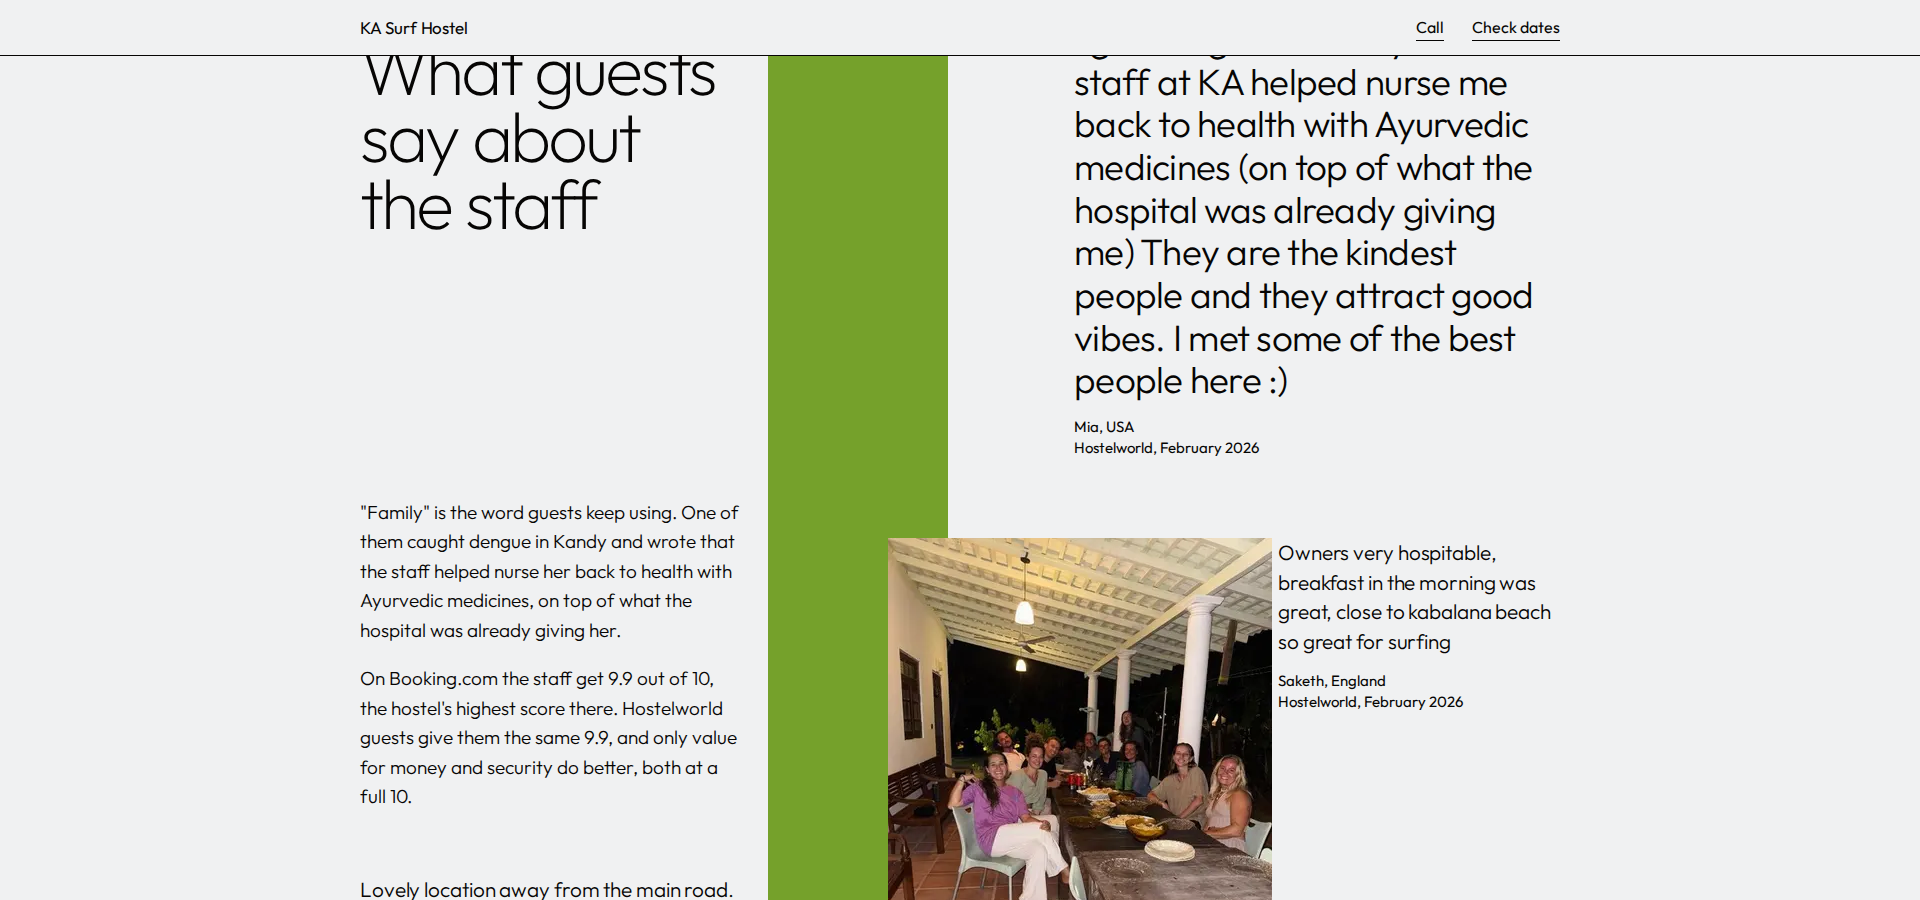 KA Surf Hostel
Call
Check dates
What guests
say about
the staff
staff at KA helped nurse me
back to health with Ayurvedic
medicines (on top of what the
hospital was already giving
me) They are the kindest
people and they attract good
vibes. I met some of the best
people here :)
Mia, USA
Hostelworld, February 2026
"Family" is the word guests keep using. One of
them caught dengue in Kandy and wrote that
the staff helped nurse her back to health with
Ayurvedic medicines, on top of what the
hospital was already giving her.
On Booking.com the staff get 9.9 out of 10,
the hostel's highest score there. Hostelworld
guests give them the same 9.9, and only value
for money and security do better, both at a
full 10.
Owners very hospitable,
breakfast in the morning was
great, close to kabalana beach
so great for surfing
Saketh, England
Hostelworld, February 2026
Lovely location away from the main road.